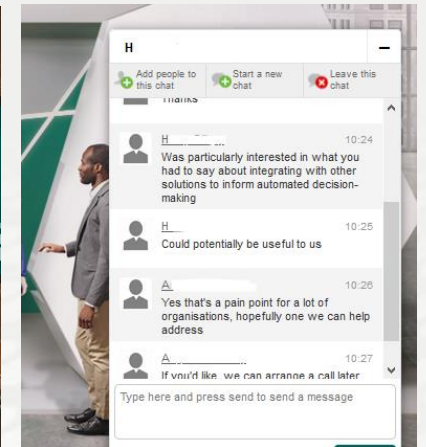 H
Add people to
this chat
Start a new
chat
Leave this
chat
Thanks
H 10:24
Was particularly interested in what you
had to say about integrating with other
solutions to inform automated decision-
making
H 10:25
Could potentially be useful to us
A 10:26
Yes that's a pain point for a lot of
organisations, hopefully one we can help
address
A 10:27
If you'd like, we can arrange a call later
Type here and press send to send a message